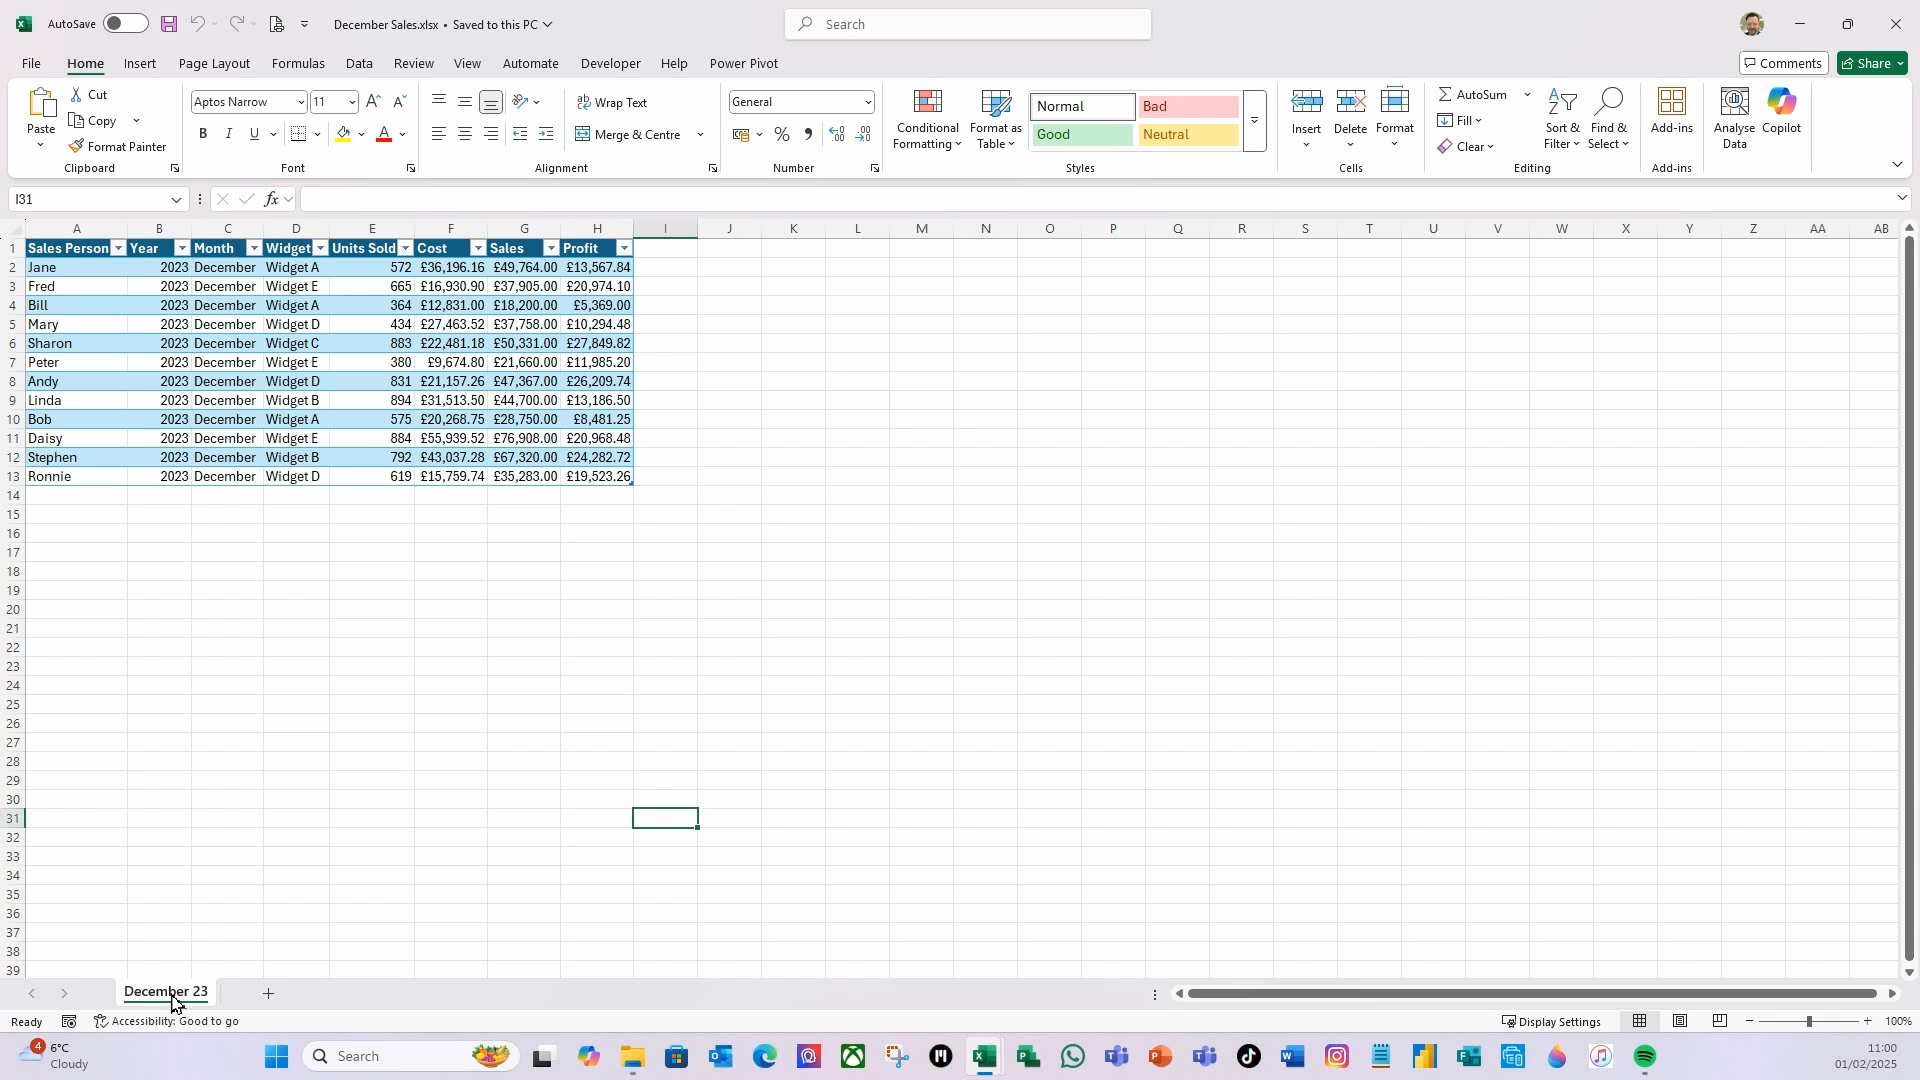 AutoSave December Sales.xlsx • Saved to this PC Search
File Home Insert Page Layout Formulas Data Review View Automate Developer Help Power Pivot Comments Share
Paste Cut Copy Format Painter Clipboard
Aptos Narrow 11 B I U A Font
Wrap Text Merge & Centre Alignment
General % Number
Conditional Formatting Format as Table Normal Bad Good Neutral Styles
Insert Delete Format Cells
AutoSum Fill Clear Sort & Filter Find & Select Editing
Add-ins Add-ins
Analyse Data Copilot
I31 fx
A B C D E F G H I J K L M N O P Q R S T U V W X Y Z AA AB
1 Sales Person Year Month Widget Units Sold Cost Sales Profit
2 Jane 2023 December Widget A 572 £36,196.16 £49,764.00 £13,567.84
3 Fred 2023 December Widget E 665 £16,930.90 £37,905.00 £20,974.10
4 Bill 2023 December Widget A 364 £12,831.00 £18,200.00 £5,369.00
5 Mary 2023 December Widget D 434 £27,463.52 £37,758.00 £10,294.48
6 Sharon 2023 December Widget C 883 £22,481.18 £50,331.00 £27,849.82
7 Peter 2023 December Widget E 380 £9,674.80 £21,660.00 £11,985.20
8 Andy 2023 December Widget D 831 £21,157.26 £47,367.00 £26,209.74
9 Linda 2023 December Widget B 894 £31,513.50 £44,700.00 £13,186.50
10 Bob 2023 December Widget A 575 £20,268.75 £28,750.00 £8,481.25
11 Daisy 2023 December Widget E 884 £55,939.52 £76,908.00 £20,968.48
12 Stephen 2023 December Widget B 792 £43,037.28 £67,320.00 £24,282.72
13 Ronnie 2023 December Widget D 619 £15,759.74 £35,283.00 £19,523.26
14
15
16
17
18
19
20
21
22
23
24
25
26
27
28
29
30
31
32
33
34
35
36
37
38
39
December 23
Ready Accessibility: Good to go Display Settings 100%
4 6°C Search 11:00
Cloudy 01/02/2025